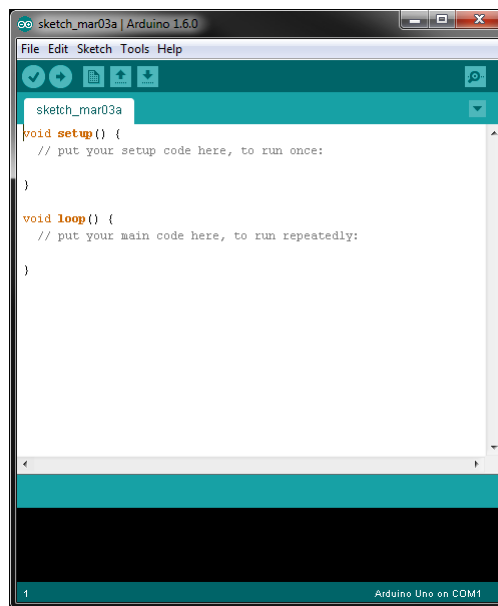 sketch_mar03a | Arduino 1.6.0
File Edit Sketch Tools Help
sketch_mar03a
void setup() {
  // put your setup code here, to run once:
}
void loop() {
  // put your main code here, to run repeatedly:
}
1
Arduino Uno on COM1